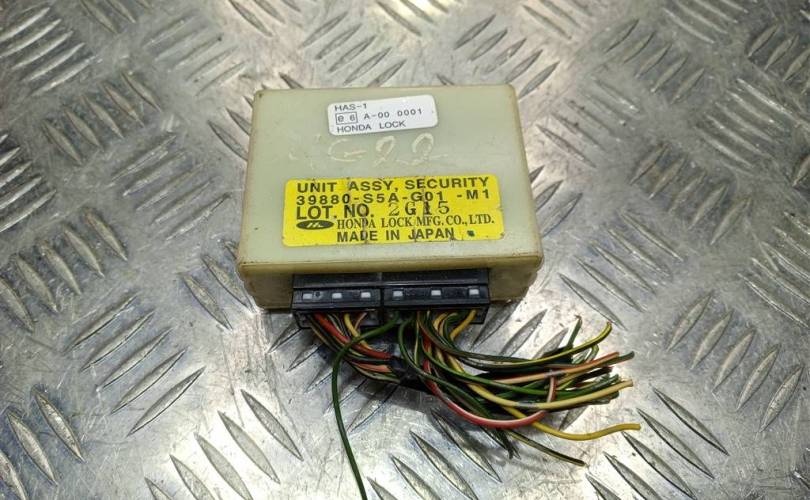 HAS-1
e 6 A-00 0001
HONDA LOCK
UNIT ASSY, SECURITY
39880-S5A-G01 -M1
LOT. NO. 2G15
HONDA LOCK MFG. CO., LTD.
MADE IN JAPAN